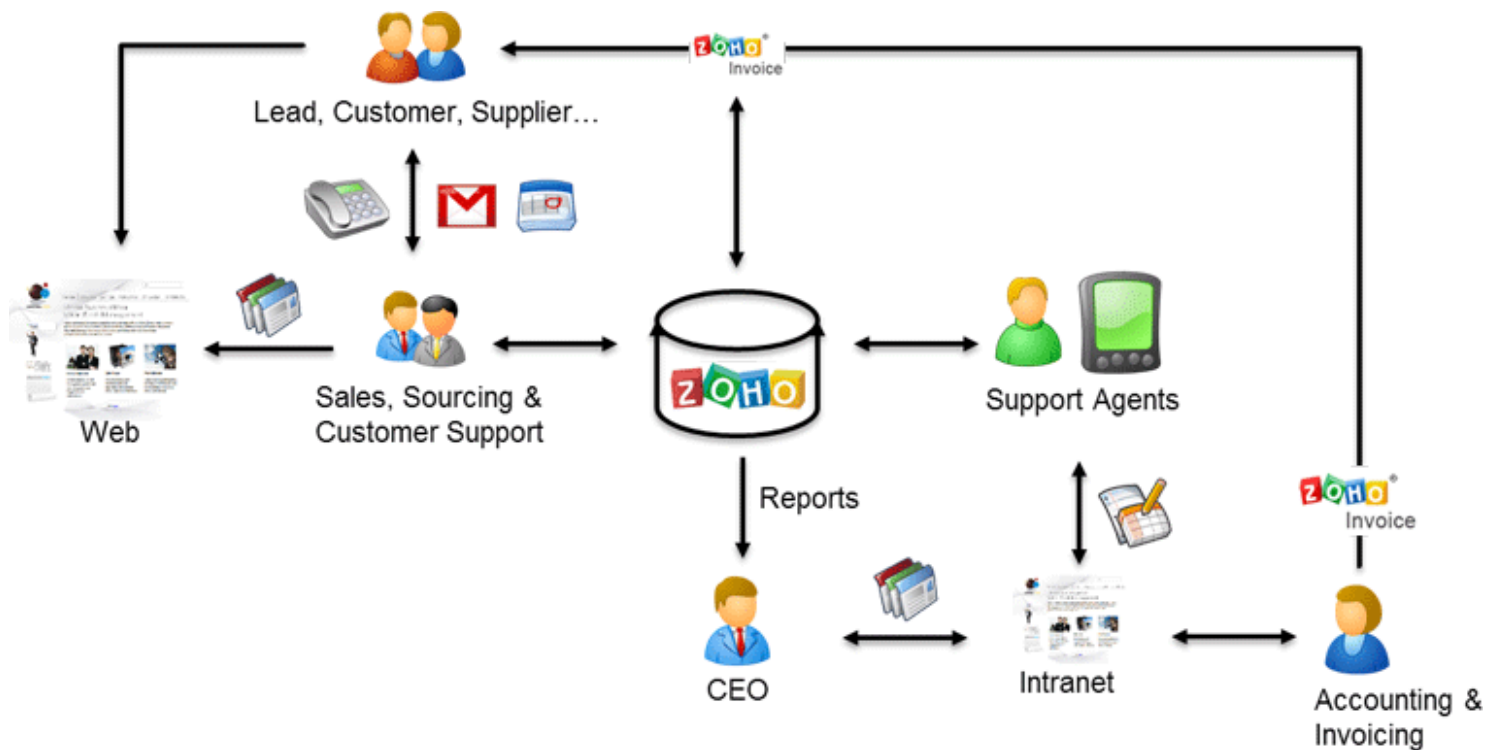 ZOHO®
Invoice
Lead, Customer, Supplier…
Web
Sales, Sourcing &
Customer Support
ZOHO
Support Agents
Reports
ZOHO®
Invoice
CEO
Intranet
Accounting &
Invoicing